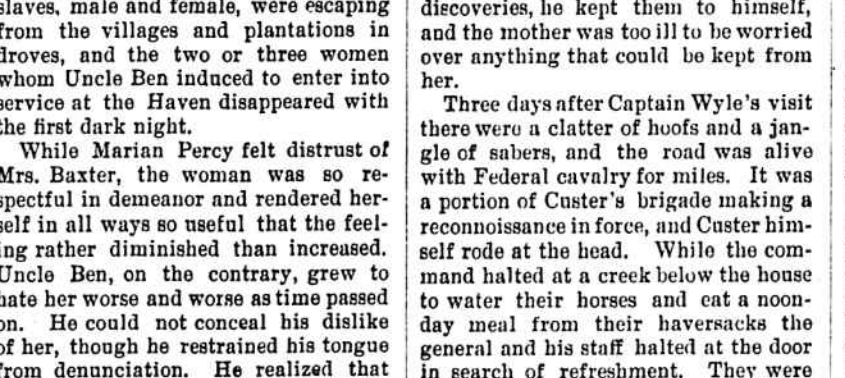 slaves, male and female, were escaping
from the villages and plantations in
droves, and the two or three women
whom Uncle Ben induced to enter into
service at the Haven disappeared with
the first dark night.
While Marian Percy felt distrust of
Mrs. Baxter, the woman was so re-
spectful in demeanor and rendered her-
self in all ways so useful that the feel-
ing rather diminished than increased.
Uncle Ben, on the contrary, grew to
hate her worse and worse as time passed
on. He could not conceal his dislike
of her, though he restrained his tongue
from denunciation. He realized that
discoveries, he kept them to himself,
and the mother was too ill to be worried
over anything that could be kept from
her.
Three days after Captain Wyle's visit
there were a clatter of hoofs and a jan-
gle of sabers, and the road was alive
with Federal cavalry for miles. It was
a portion of Custer's brigade making a
reconnoissance in force, and Custer him-
self rode at the head. While the com-
mand halted at a creek below the house
to water their horses and eat a noon-
day meal from their haversacks the
general and his staff halted at the door
in search of refreshment. They were